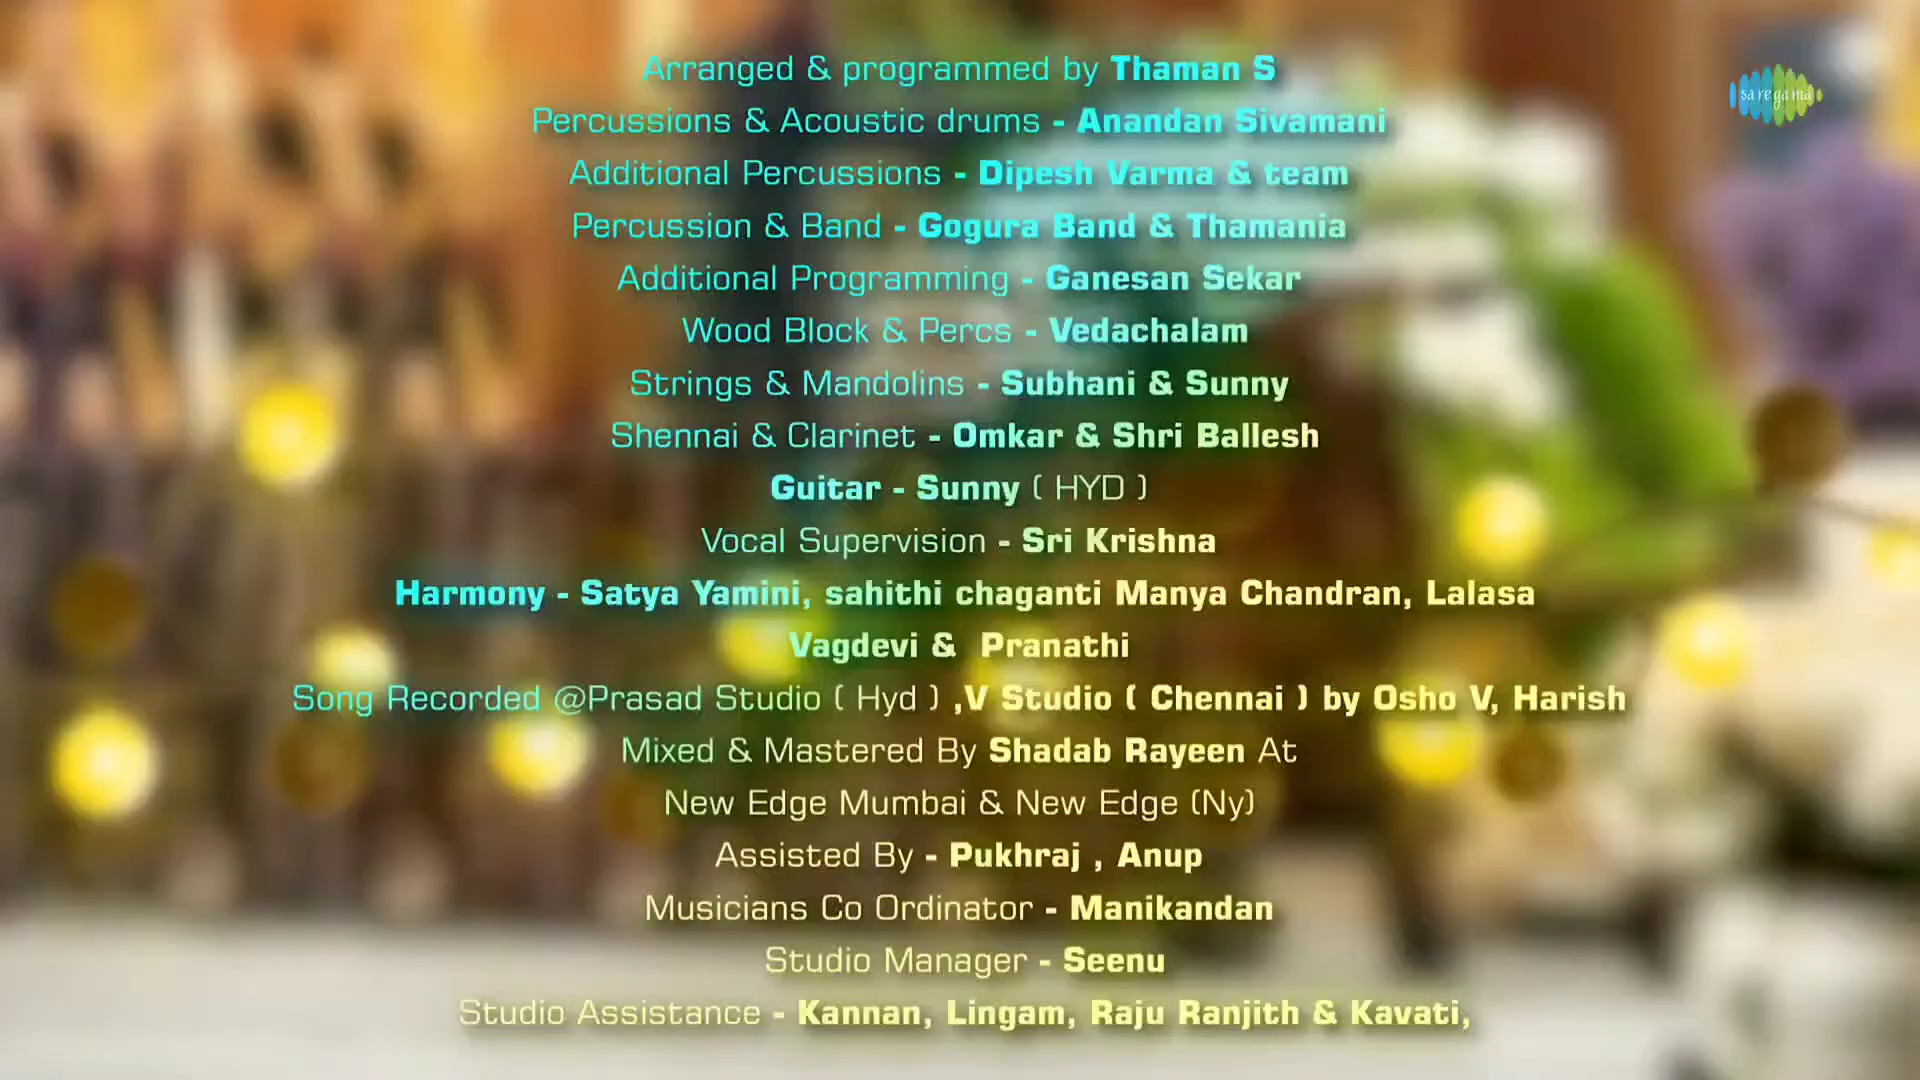 Arranged & programmed by Thaman S
sa re ga ma
Percussions & Acoustic drums - Anandan Sivamani
Additional Percussions - Dipesh Varma & team
Percussion & Band - Gogura Band & Thamania
Additional Programming - Ganesan Sekar
Wood Block & Percs - Vedachalam
Strings & Mandolins - Subhani & Sunny
Shennai & Clarinet - Omkar & Shri Ballesh
Guitar - Sunny ( HYD )
Vocal Supervision - Sri Krishna
Harmony - Satya Yamini, sahithi chaganti Manya Chandran, Lalasa
Vagdevi & Pranathi
Song Recorded @Prasad Studio ( Hyd ) ,V Studio ( Chennai ) by Osho V, Harish
Mixed & Mastered By Shadab Rayeen At
New Edge Mumbai & New Edge (Ny)
Assisted By - Pukhraj , Anup
Musicians Co Ordinator - Manikandan
Studio Manager - Seenu
Studio Assistance - Kannan, Lingam, Raju Ranjith & Kavati,